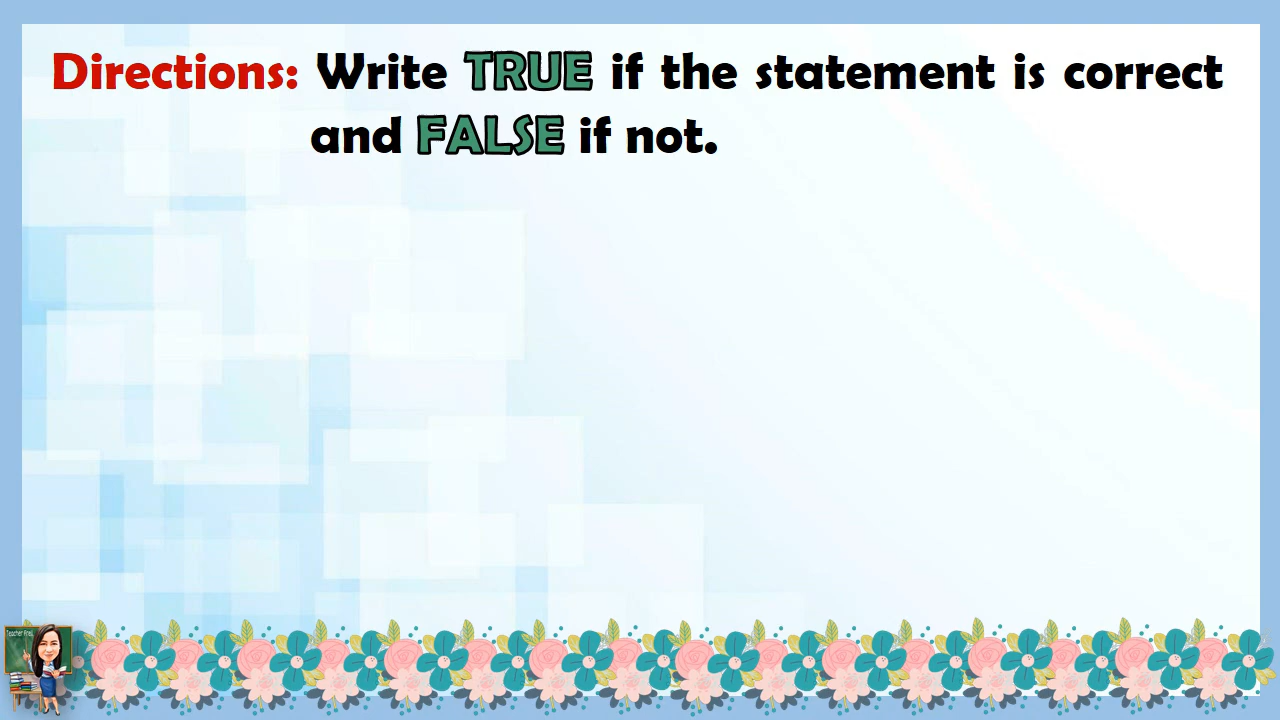 Directions: Write TRUE if the statement is correct
and FALSE if not.